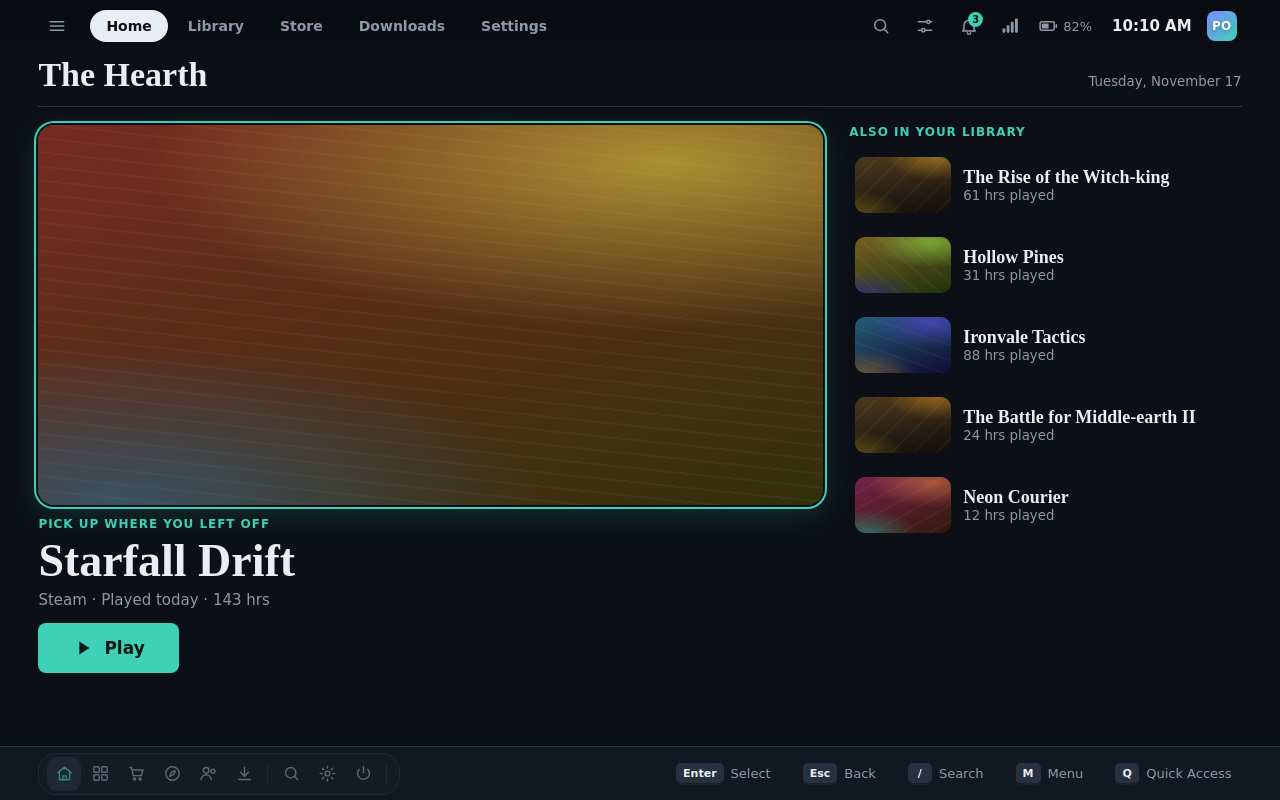 Home Library Store Downloads Settings 3 82% 10:10 AM PO
The Hearth
Tuesday, November 17
PICK UP WHERE YOU LEFT OFF
Starfall Drift
Steam · Played today · 143 hrs
Play
ALSO IN YOUR LIBRARY
The Rise of the Witch-king
61 hrs played
Hollow Pines
31 hrs played
Ironvale Tactics
88 hrs played
The Battle for Middle-earth II
24 hrs played
Neon Courier
12 hrs played
Enter Select Esc Back / Search M Menu Q Quick Access